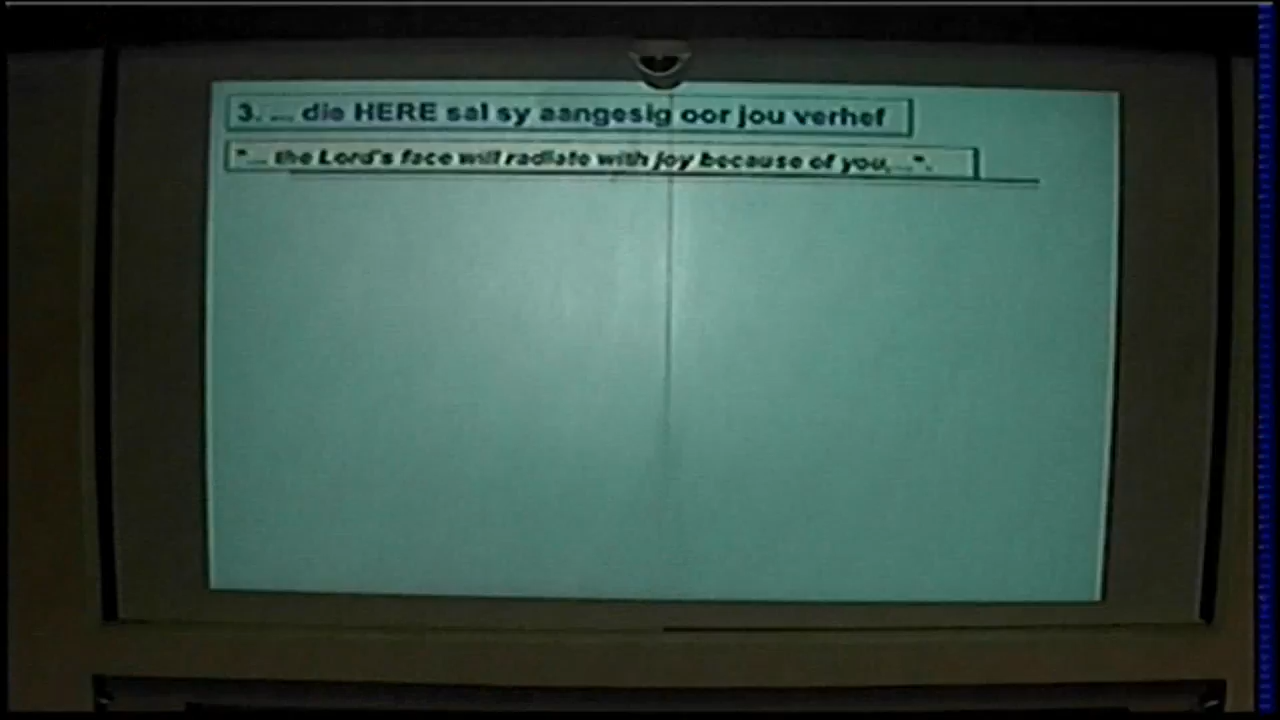 3. ... die HERE sal sy aangesig oor jou verhef
"... the Lord's face will radiate with joy because of you, ...".